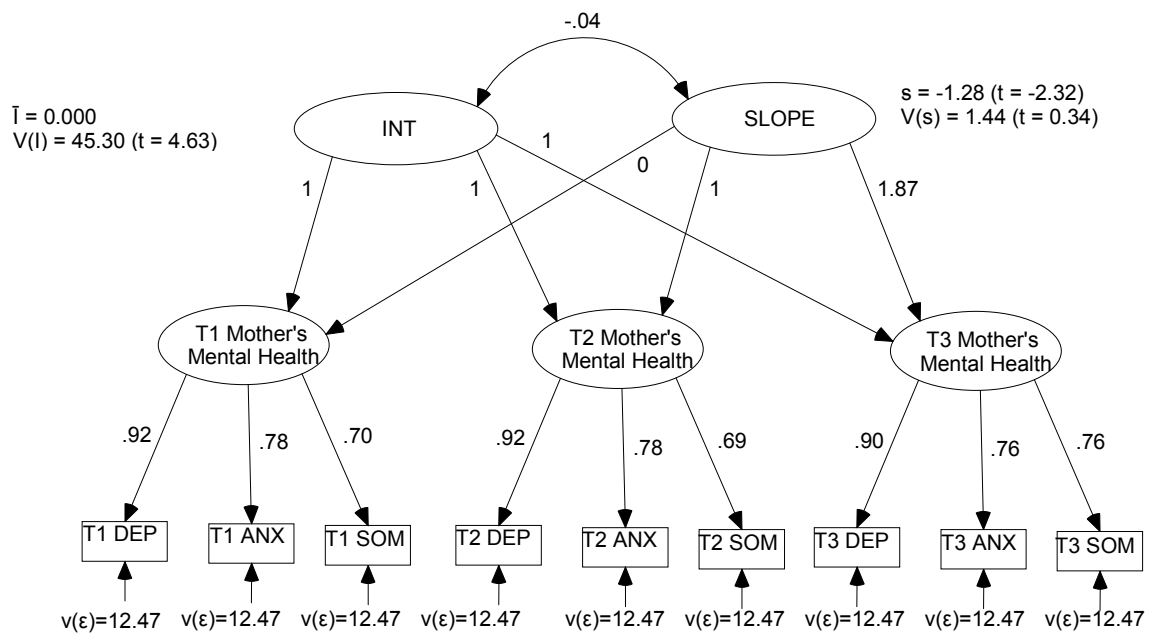 -.04
Ī = 0.000
V(I) = 45.30 (t = 4.63)
INT
SLOPE
s = -1.28 (t = -2.32)
V(s) = 1.44 (t = 0.34)
1
1
1
0
1
1.87
T1 Mother's
Mental Health
T2 Mother's
Mental Health
T3 Mother's
Mental Health
.92
.78
.70
.92
.78
.69
.90
.76
.76
T1 DEP
T1 ANX
T1 SOM
T2 DEP
T2 ANX
T2 SOM
T3 DEP
T3 ANX
T3 SOM
v(ε)=12.47
v(ε)=12.47
v(ε)=12.47
v(ε)=12.47
v(ε)=12.47
v(ε)=12.47
v(ε)=12.47
v(ε)=12.47
v(ε)=12.47